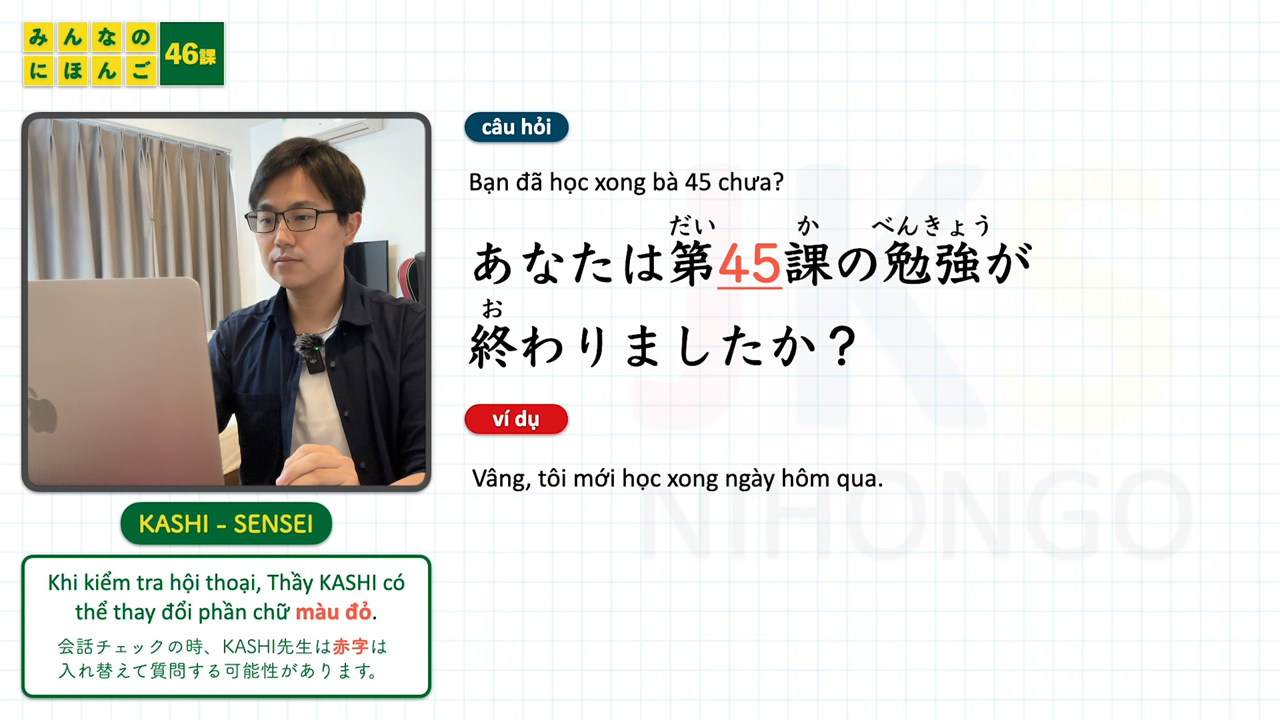 みんなの
にほんご
46課
câu hỏi
Bạn đã học xong bà 45 chưa?
だい か べんきょう
あなたは第45課の勉強が
お
終わりましたか？
ví dụ
Vâng, tôi mới học xong ngày hôm qua.
KASHI - SENSEI
Khi kiểm tra hội thoại, Thầy KASHI có
thể thay đổi phần chữ màu đỏ.
会話チェックの時、KASHI先生は赤字は
入れ替えて質問する可能性があります。
JKS
NIHONGO